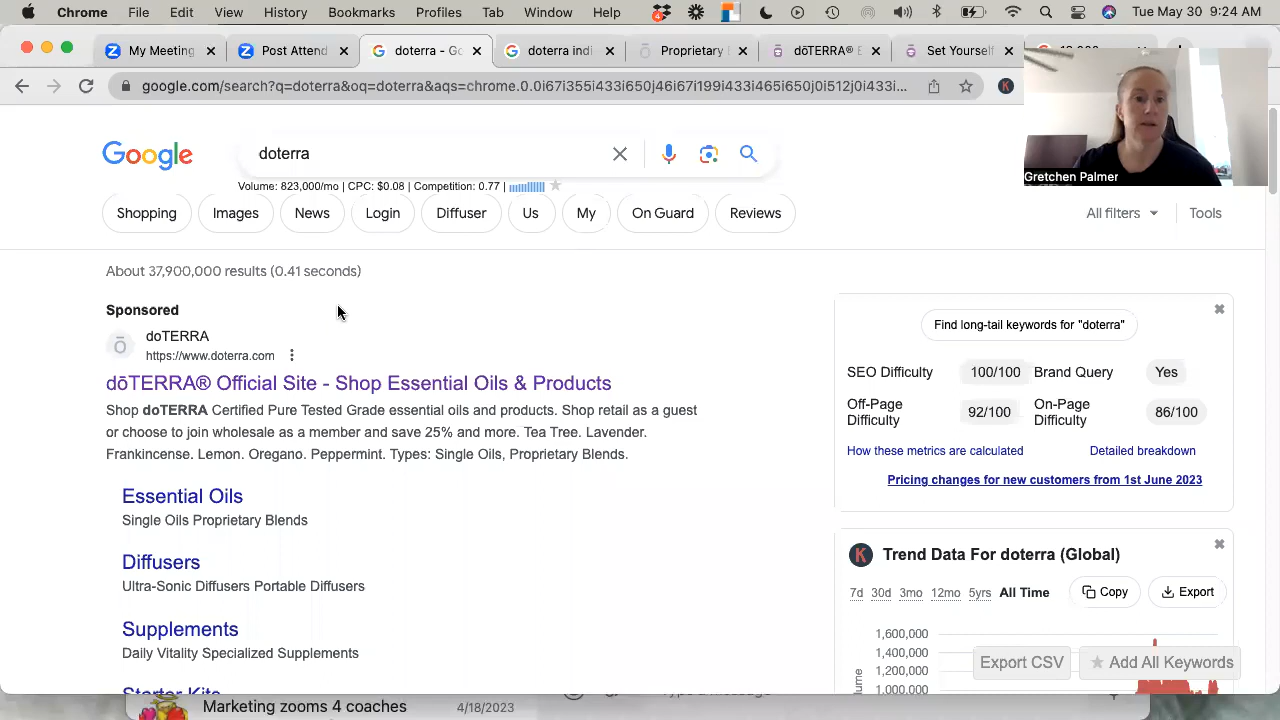 Chrome File Edit View History Bookmarks Profiles Tab Window Help Tue May 30 9:24 AM
My Meeting Post Attend doterra - Go doterra indi Proprietary dōTERRA® E Set Yourself
google.com/search?q=doterra&oq=doterra&aqs=chrome.0.0i67i355i433i650j46i67i199i433i465i650j0i512j0i433i...
Google doterra
Volume: 823,000/mo | CPC: $0.08 | Competition: 0.77 |
Gretchen Palmer
Shopping Images News Login Diffuser Us My On Guard Reviews All filters Tools
About 37,900,000 results (0.41 seconds)
Sponsored
doTERRA
https://www.doterra.com
dōTERRA® Official Site - Shop Essential Oils & Products
Shop doTERRA Certified Pure Tested Grade essential oils and products. Shop retail as a guest
or choose to join wholesale as a member and save 25% and more. Tea Tree. Lavender.
Frankincense. Lemon. Oregano. Peppermint. Types: Single Oils, Proprietary Blends.
Essential Oils
Single Oils Proprietary Blends
Diffusers
Ultra-Sonic Diffusers Portable Diffusers
Supplements
Daily Vitality Specialized Supplements
Starter Kits
Find long-tail keywords for "doterra"
SEO Difficulty 100/100 Brand Query Yes
Off-Page Difficulty 92/100 On-Page Difficulty 86/100
How these metrics are calculated Detailed breakdown
Pricing changes for new customers from 1st June 2023
K Trend Data For doterra (Global)
7d 30d 3mo 12mo 5yrs All Time Copy Export
1,600,000
1,400,000
1,200,000
1,000,000
Export CSV Add All Keywords
Marketing zooms 4 coaches 4/18/2023